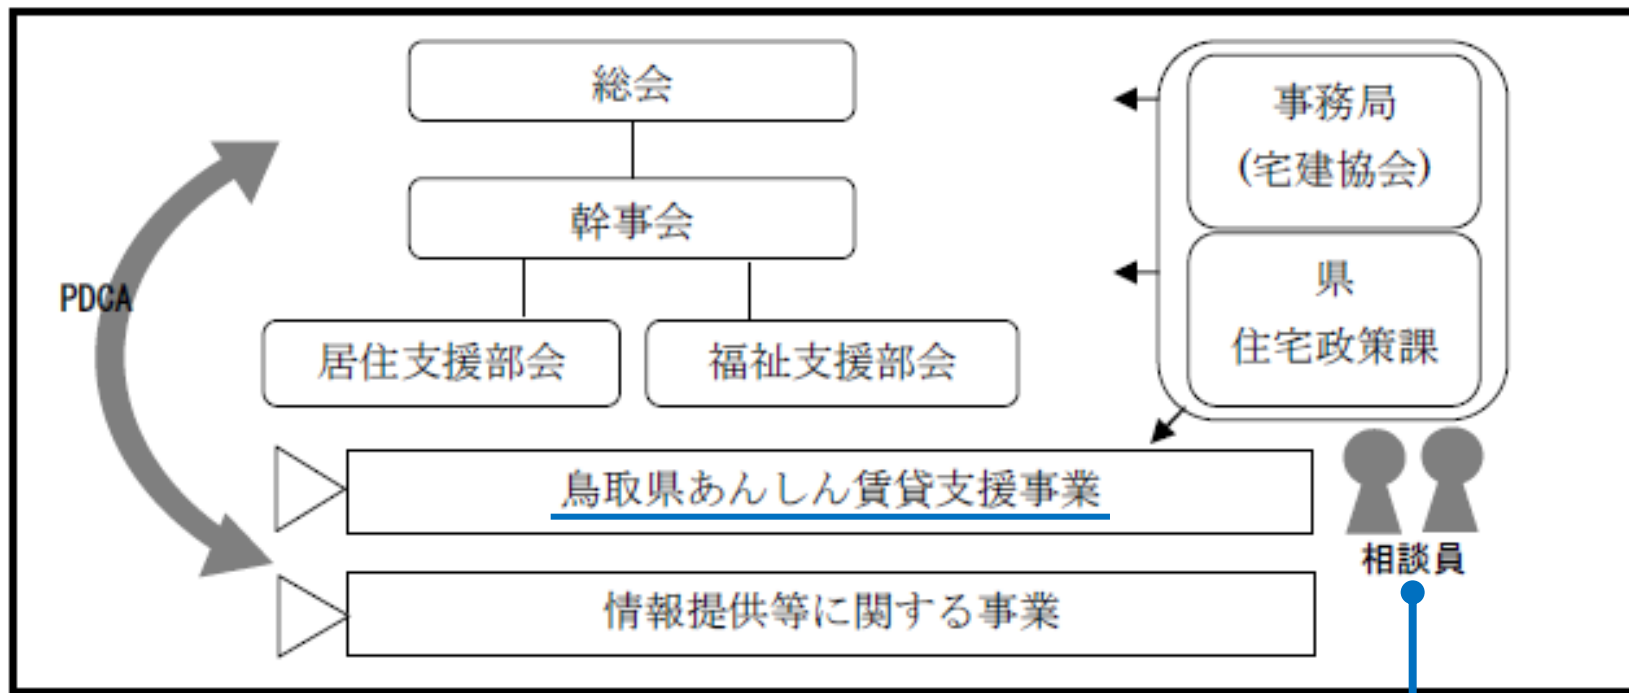 総会
幹事会
居住支援部会
福祉支援部会
事務局
(宅建協会)
県
住宅政策課
PDCA
鳥取県あんしん賃貸支援事業
情報提供等に関する事業
相談員